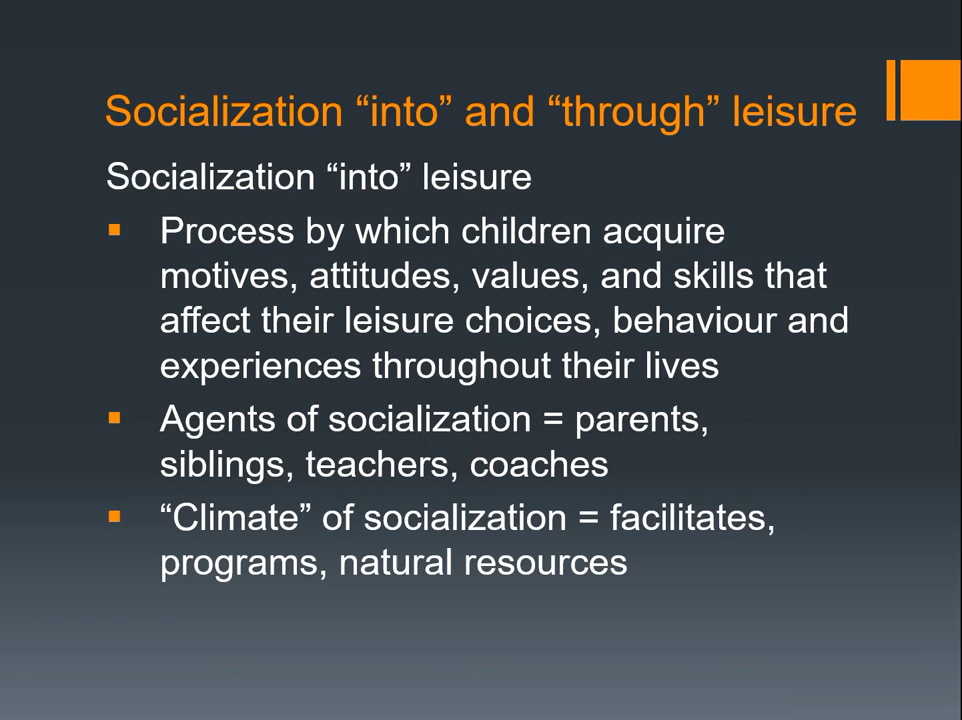 Socialization “into” and “through” leisure
Socialization “into” leisure
▪ Process by which children acquire
motives, attitudes, values, and skills that
affect their leisure choices, behaviour and
experiences throughout their lives
▪ Agents of socialization = parents,
siblings, teachers, coaches
▪ “Climate” of socialization = facilitates,
programs, natural resources